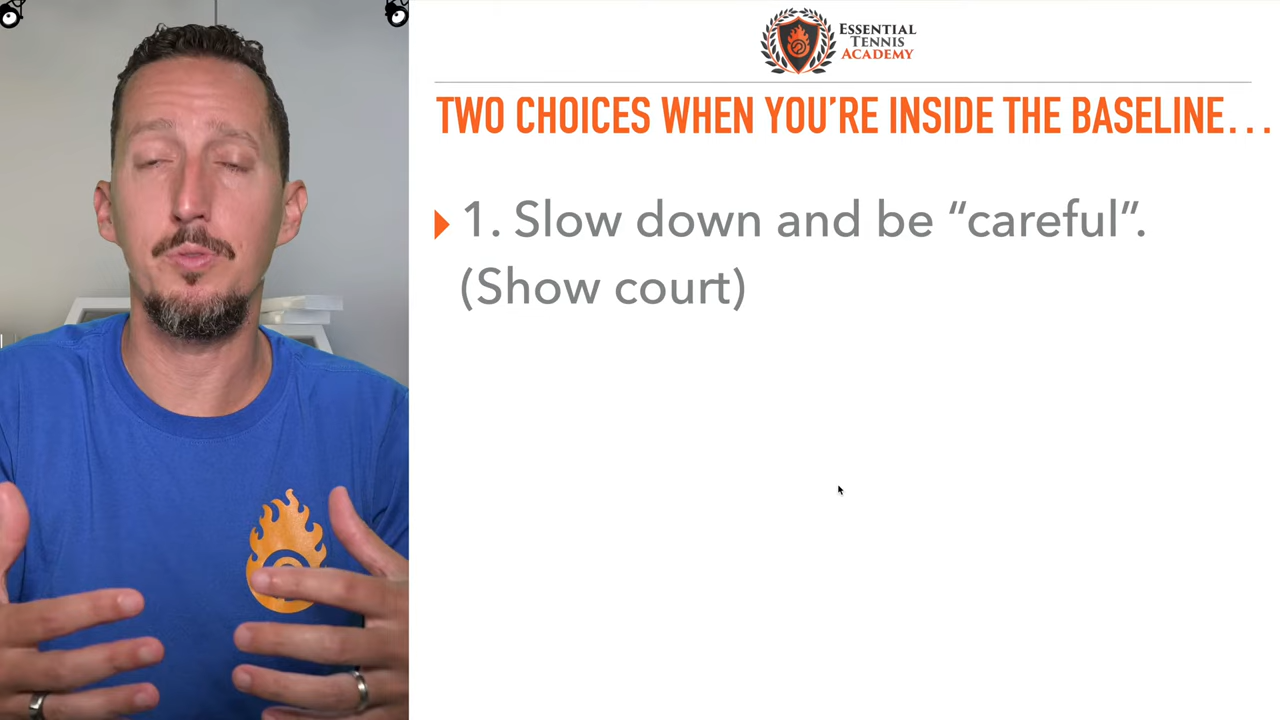 ESSENTIAL
TENNIS
ACADEMY
TWO CHOICES WHEN YOU’RE INSIDE THE BASELINE...
1. Slow down and be “careful”.
(Show court)